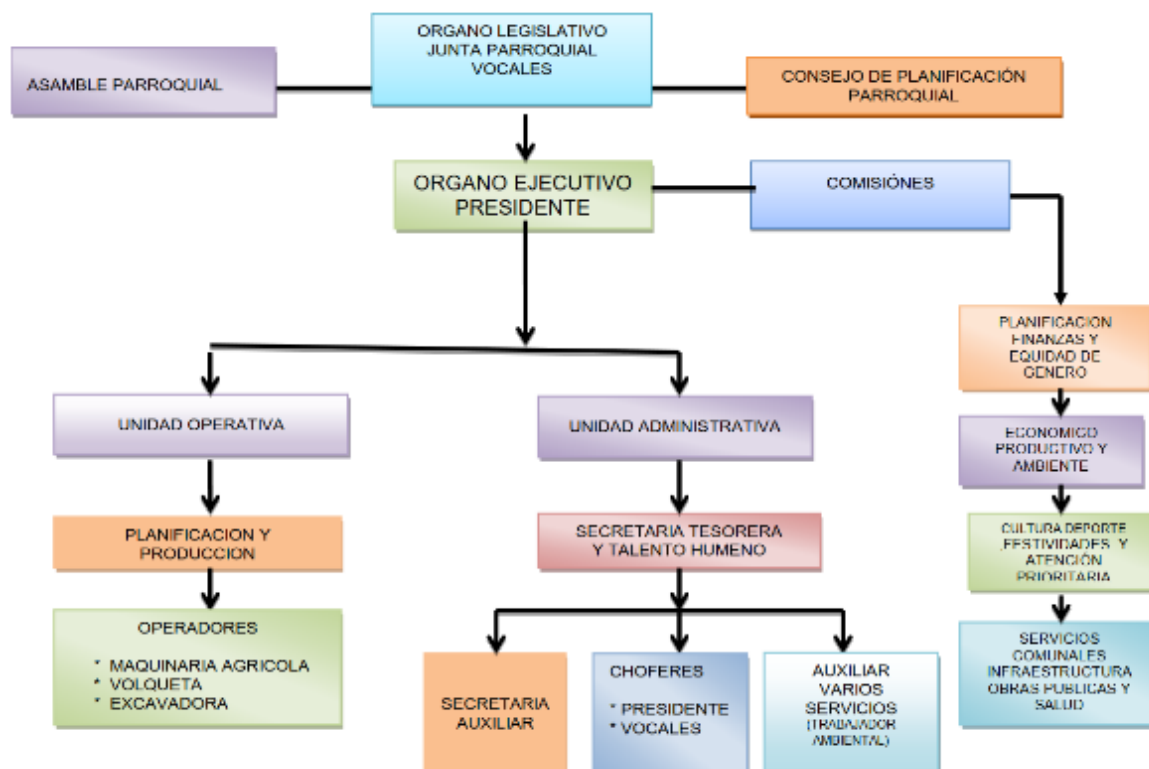 ORGANO LEGISLATIVO
JUNTA PARROQUIAL
VOCALES
ASAMBLE PARROQUIAL
CONSEJO DE PLANIFICACIÓN
PARROQUIAL
ORGANO EJECUTIVO
PRESIDENTE
COMISIÓNES
PLANIFICACION
FINANZAS Y
EQUIDAD DE
GENERO
UNIDAD OPERATIVA
UNIDAD ADMINISTRATIVA
ECONOMICO
PRODUCTIVO Y
AMBIENTE
PLANIFICACION Y
PRODUCCION
SECRETARIA TESORERA
Y TALENTO HUMENO
CULTURA DEPORTE
,FESTIVIDADES Y
ATENCIÓN
PRIORITARIA
OPERADORES
* MAQUINARIA AGRICOLA
* VOLQUETA
* EXCAVADORA
SECRETARIA
AUXILIAR
CHOFERES
* PRESIDENTE
* VOCALES
AUXILIAR
VARIOS
SERVICIOS
(TRABAJADOR
AMBIENTAL)
SERVICIOS
COMUNALES
INFRAESTRUCTURA
OBRAS PUBLICAS Y
SALUD